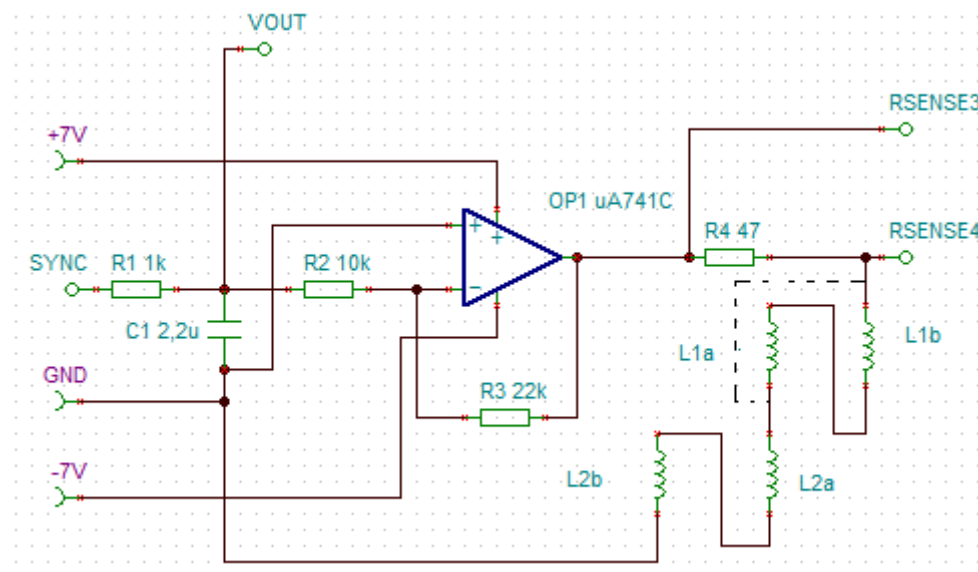 VOUT
RSENSE3
+7V
OP1 uA741C
R4 47
RSENSE4
SYNC
R1 1k
R2 10k
C1 2,2u
L1a
L1b
GND
R3 22k
L2b
L2a
-7V